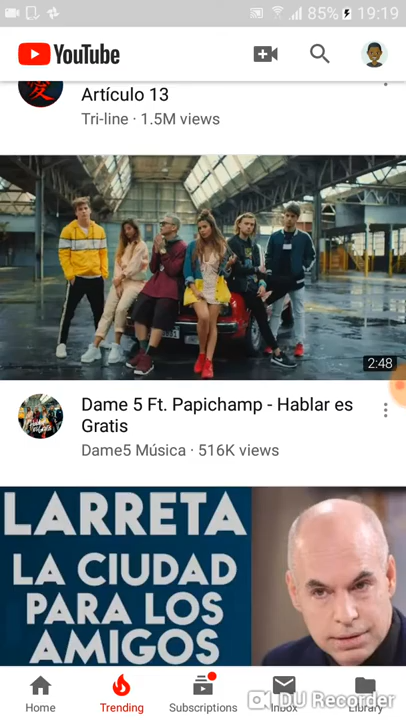 85% 19:19
YouTube
Artículo 13
Tri-line · 1.5M views
2:48
Dame 5 Ft. Papichamp - Hablar es
Gratis
Dame5 Música · 516K views
LARRETA
LA CIUDAD
PARA LOS
AMIGOS
Home
Trending
Subscriptions
Inbox
Library
DU Recorder